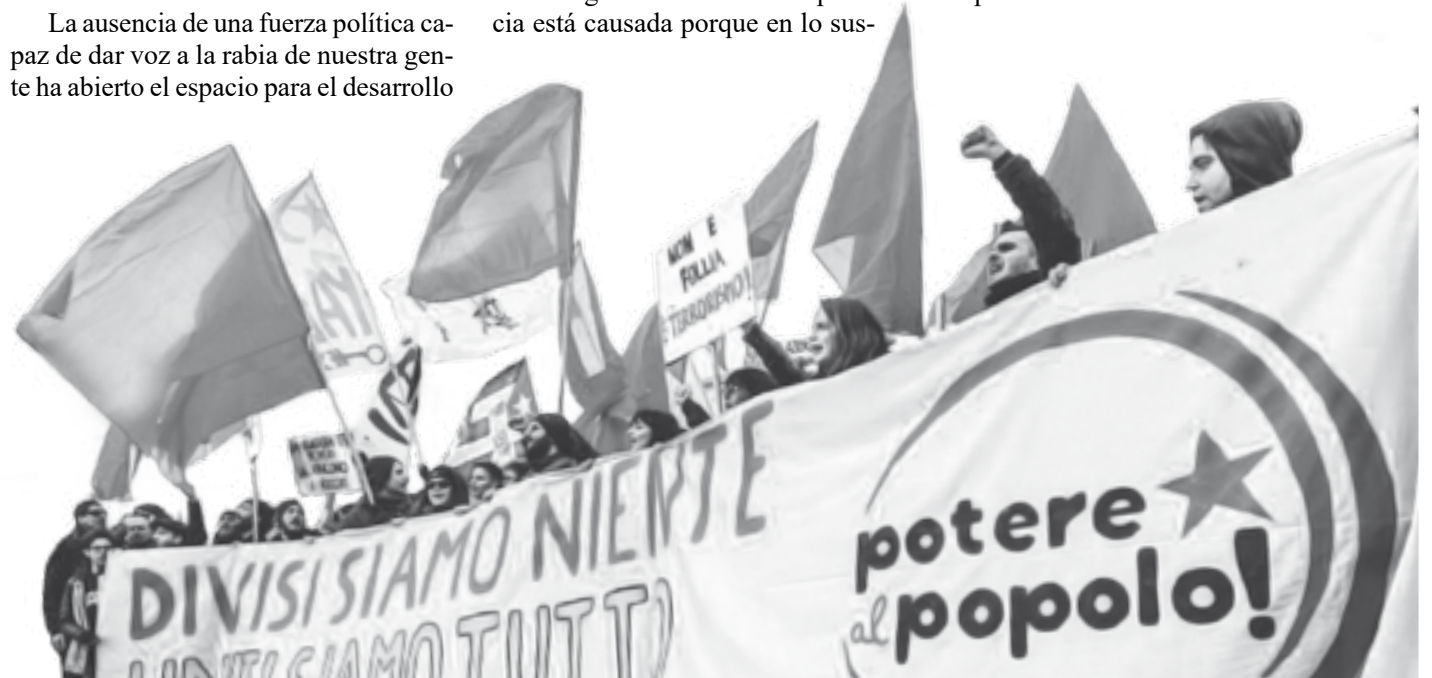 La ausencia de una fuerza política ca-
paz de dar voz a la rabia de nuestra gen-
te ha abierto el espacio para el desarrollo
cia está causada porque en lo sus-
NON È
FOLLIA
È TERRORISMO!
DIVISI SIAMO NIENTE
UNITI SIAMO TUTTO
potere
al popolo!